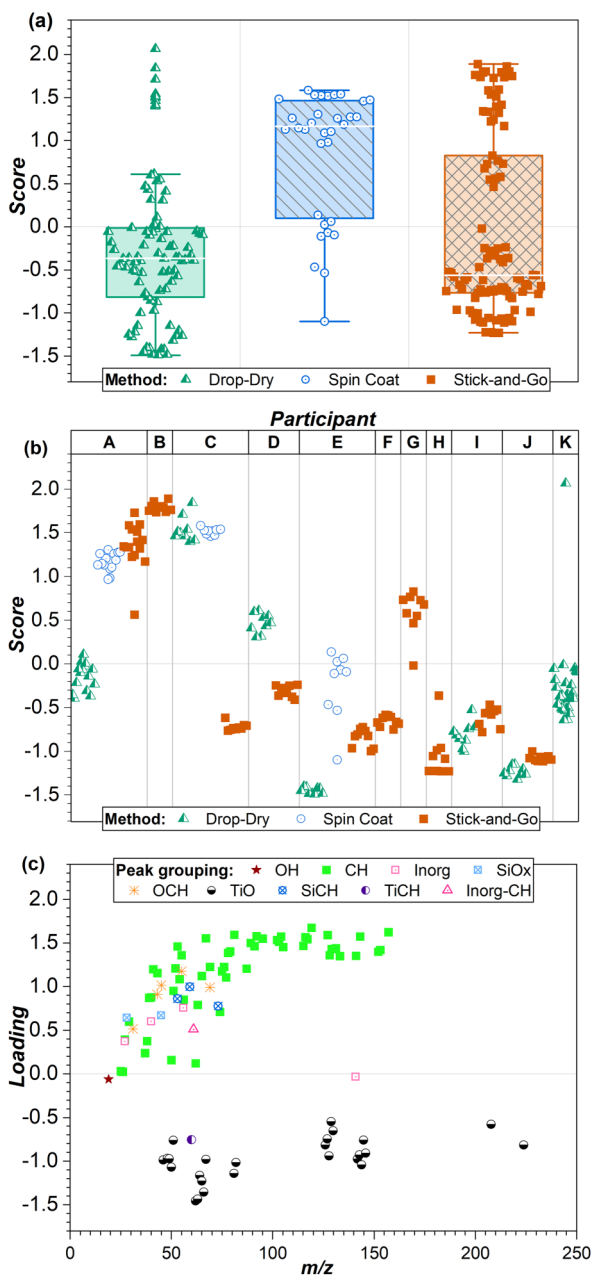 (a)
2.0
1.5
1.0
0.5
0.0
-0.5
-1.0
-1.5
Score
Method: Drop-Dry Spin Coat Stick-and-Go
Participant
(b)
A B C D E F G H I J K
2.0
1.5
1.0
0.5
0.0
-0.5
-1.0
-1.5
Score
Method: Drop-Dry Spin Coat Stick-and-Go
(c)
Peak grouping: OH CH Inorg SiOx
OCH TiO SiCH TiCH Inorg-CH
2.0
1.5
1.0
0.5
0.0
-0.5
-1.0
-1.5
Loading
0 50 100 150 200 250
m/z